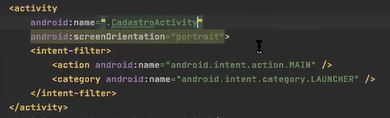 <activity
android:name=".CadastroActivity"
android:screenOrientation="portrait">
<intent-filter>
<action android:name="android.intent.action.MAIN" />
<category android:name="android.intent.category.LAUNCHER" />
</intent-filter>
</activity>